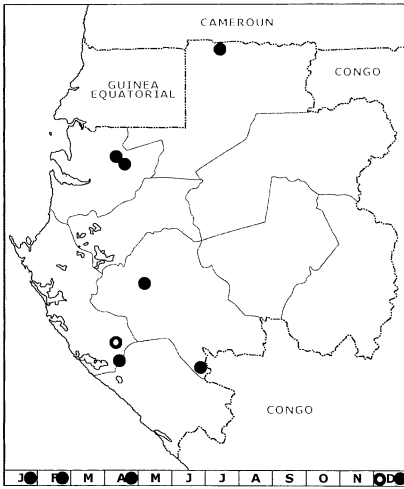 CAMEROUN
GUINEA
EQUATORIAL
CONGO
CONGO
J F M A M J J A S O N D